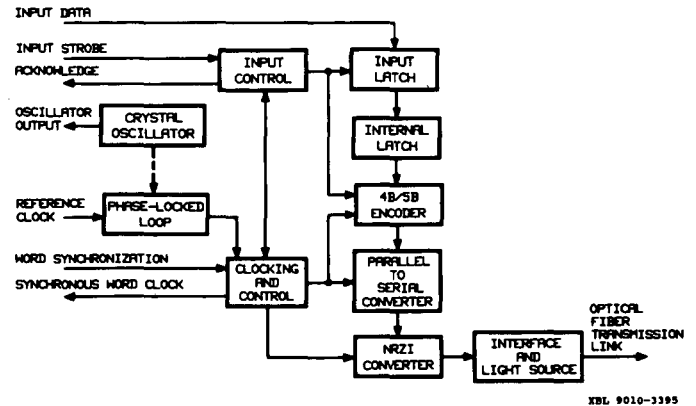 INPUT DATA
INPUT STROBE
ACKNOWLEDGE
INPUT
CONTROL
INPUT
LATCH
OSCILLATOR
OUTPUT
CRYSTAL
OSCILLATOR
INTERNAL
LATCH
REFERENCE
CLOCK
PHASE-LOCKED
LOOP
4B/5B
ENCODER
WORD SYNCHRONIZATION
SYNCHRONOUS WORD CLOCK
CLOCKING
AND
CONTROL
PARALLEL
TO
SERIAL
CONVERTER
NRZI
CONVERTER
INTERFACE
AND
LIGHT SOURCE
OPTICAL
FIBER
TRANSMISSION
LINK
XBL 9010-3395